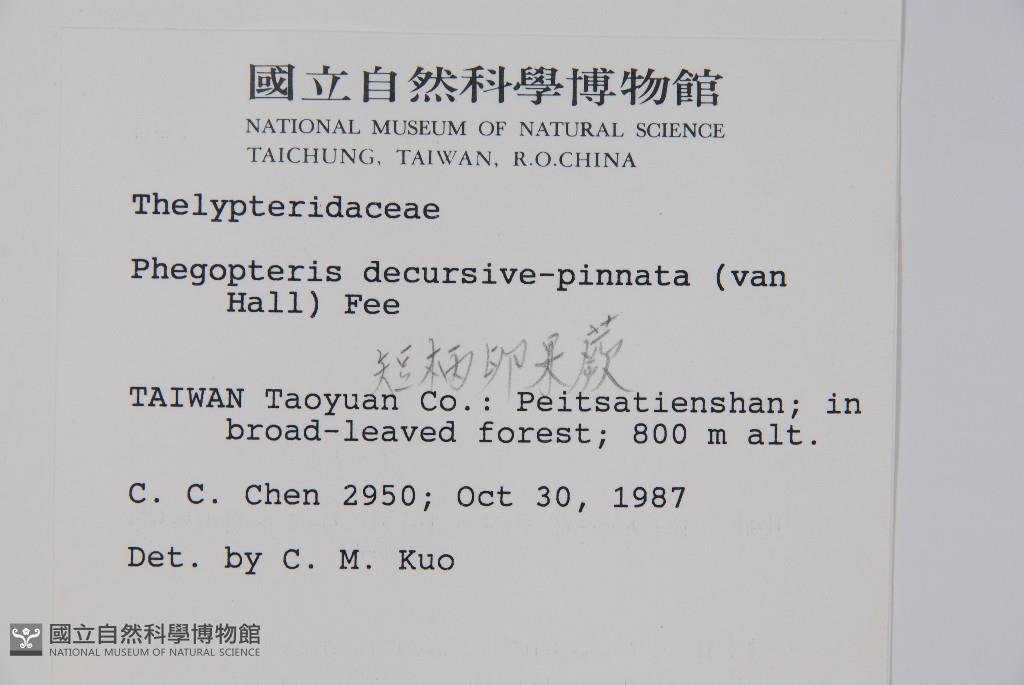 國立自然科學博物館
NATIONAL MUSEUM OF NATURAL SCIENCE
TAICHUNG, TAIWAN, R.O.CHINA
Thelypteridaceae
Phegopteris decursive-pinnata (van
Hall) Fee
短柄卵果蕨
TAIWAN Taoyuan Co.: Peitsatienshan; in
broad-leaved forest; 800 m alt.
C. C. Chen 2950; Oct 30, 1987
Det. by C. M. Kuo
國立自然科學博物館
NATIONAL MUSEUM OF NATURAL SCIENCE